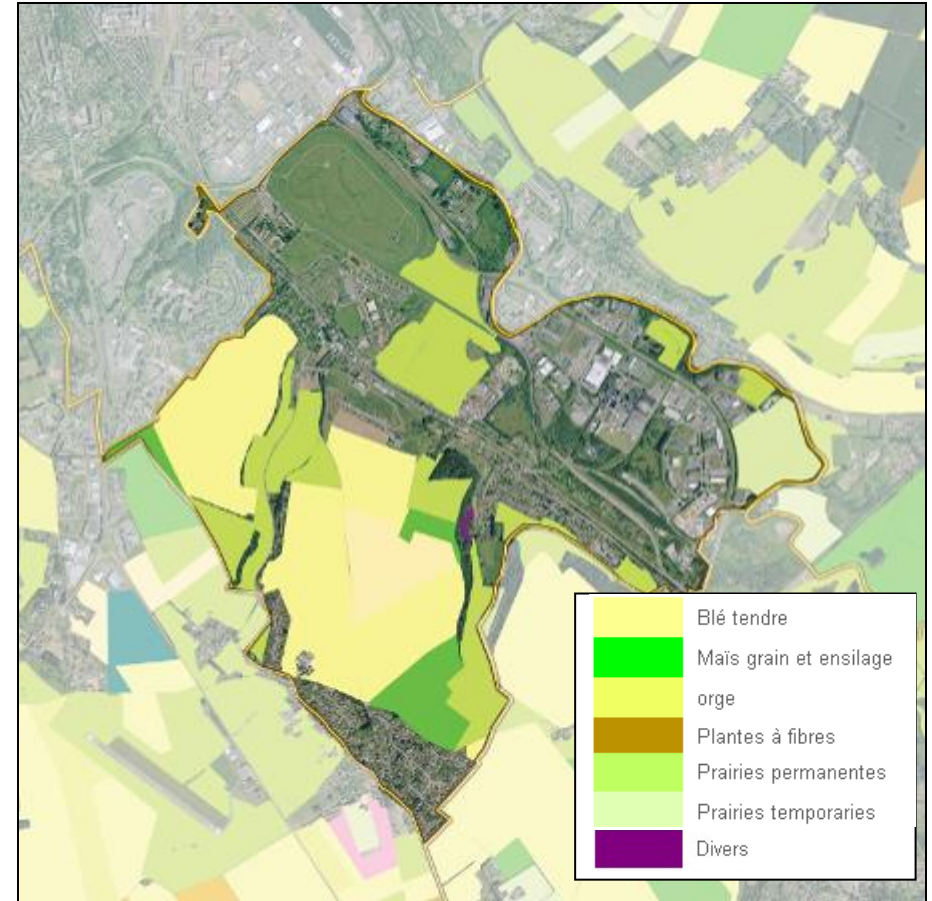 Blé tendre
Maïs grain et ensilage
orge
Plantes à fibres
Prairies permanentes
Prairies temporaries
Divers